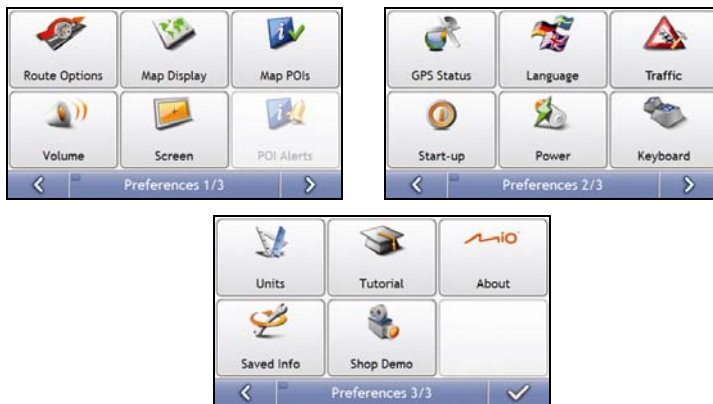 Route Options Map Display Map POIs
Volume Screen POI Alerts
Preferences 1/3
GPS Status Language Traffic
Start-up Power Keyboard
Preferences 2/3
MIO
Units Tutorial About
Saved Info Shop Demo
Preferences 3/3